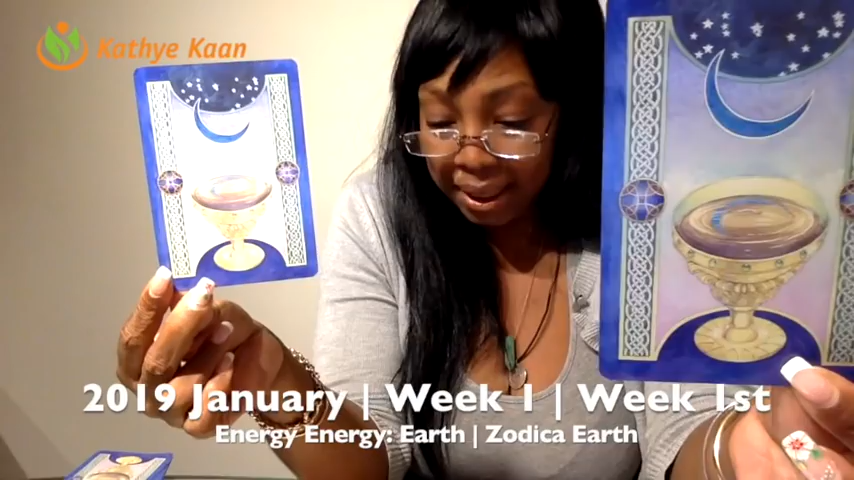 Kathye Kaan
2019 January | Week 1 | Week 1st
Energy Energy: Earth | Zodica Earth